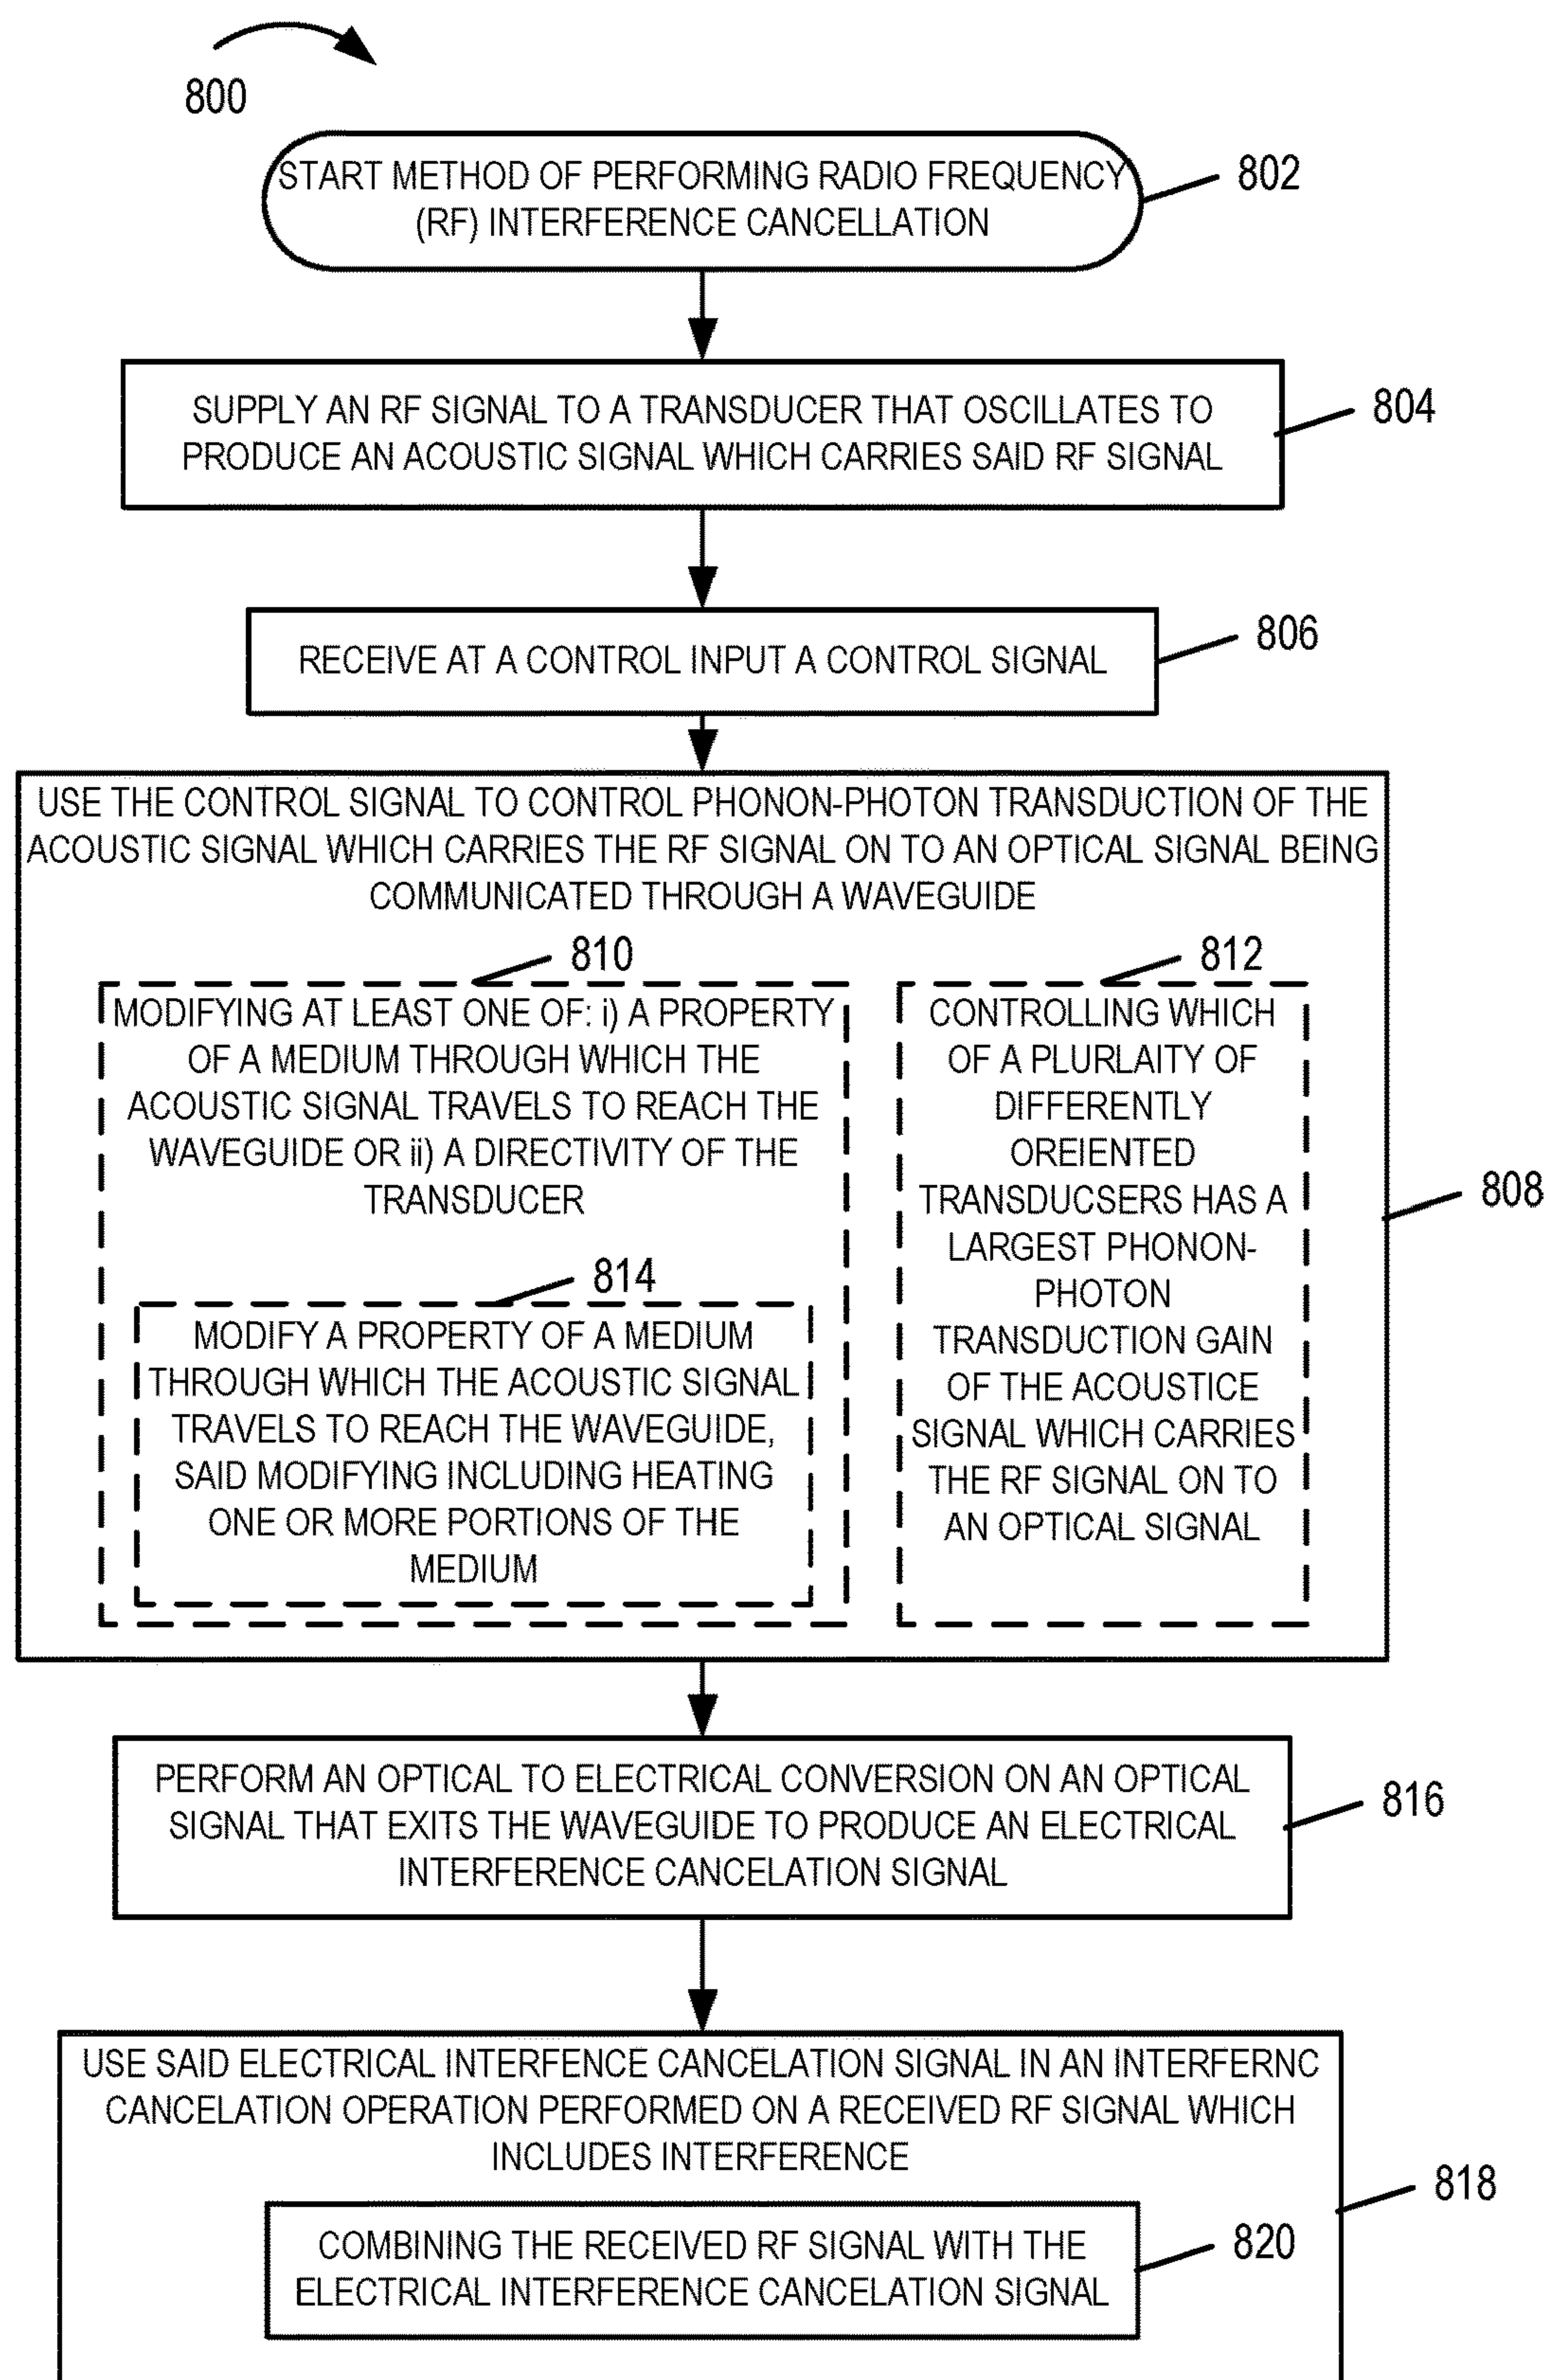 800
START METHOD OF PERFORMING RADIO FREQUENCY
(RF) INTERFERENCE CANCELLATION
802
SUPPLY AN RF SIGNAL TO A TRANSDUCER THAT OSCILLATES TO
PRODUCE AN ACOUSTIC SIGNAL WHICH CARRIES SAID RF SIGNAL
804
RECEIVE AT A CONTROL INPUT A CONTROL SIGNAL
806
USE THE CONTROL SIGNAL TO CONTROL PHONON-PHOTON TRANSDUCTION OF THE
ACOUSTIC SIGNAL WHICH CARRIES THE RF SIGNAL ON TO AN OPTICAL SIGNAL BEING
COMMUNICATED THROUGH A WAVEGUIDE
808
810
MODIFYING AT LEAST ONE OF: i) A PROPERTY
OF A MEDIUM THROUGH WHICH THE
ACOUSTIC SIGNAL TRAVELS TO REACH THE
WAVEGUIDE OR ii) A DIRECTIVITY OF THE
TRANSDUCER
814
MODIFY A PROPERTY OF A MEDIUM
THROUGH WHICH THE ACOUSTIC SIGNAL
TRAVELS TO REACH THE WAVEGUIDE,
SAID MODIFYING INCLUDING HEATING
ONE OR MORE PORTIONS OF THE
MEDIUM
812
CONTROLLING WHICH
OF A PLURLAITY OF
DIFFERENTLY
OREIENTED
TRANSDUCSERS HAS A
LARGEST PHONON-
PHOTON
TRANSDUCTION GAIN
OF THE ACOUSTICE
SIGNAL WHICH CARRIES
THE RF SIGNAL ON TO
AN OPTICAL SIGNAL
PERFORM AN OPTICAL TO ELECTRICAL CONVERSION ON AN OPTICAL
SIGNAL THAT EXITS THE WAVEGUIDE TO PRODUCE AN ELECTRICAL
INTERFERENCE CANCELATION SIGNAL
816
USE SAID ELECTRICAL INTERFENCE CANCELATION SIGNAL IN AN INTERFERNC
CANCELATION OPERATION PERFORMED ON A RECEIVED RF SIGNAL WHICH
INCLUDES INTERFERENCE
818
COMBINING THE RECEIVED RF SIGNAL WITH THE
ELECTRICAL INTERFERENCE CANCELATION SIGNAL
820